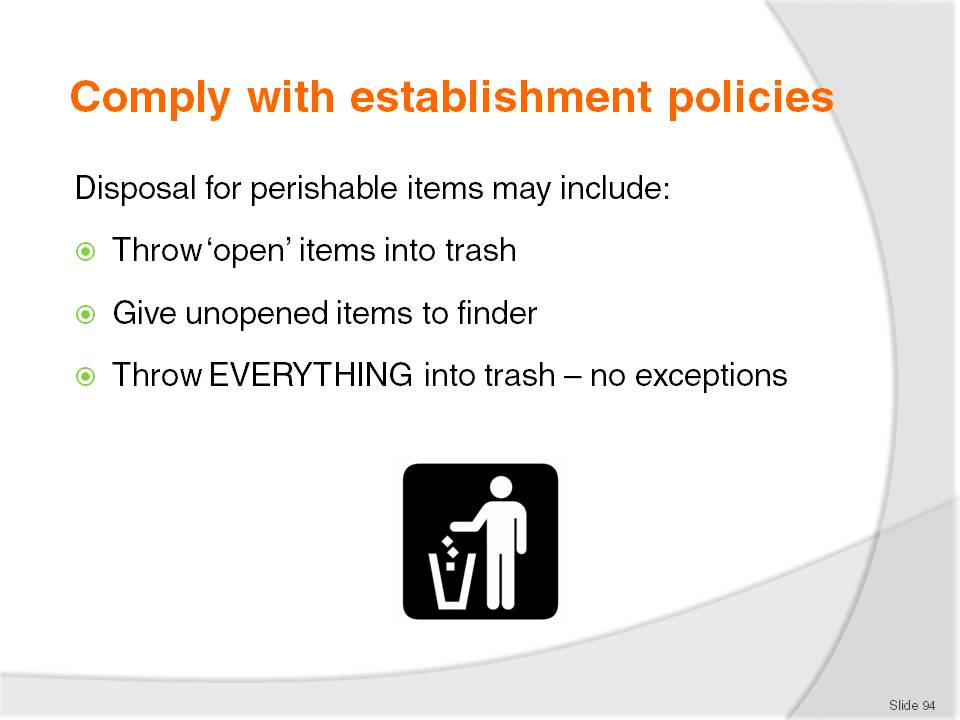 Comply with establishment policies
Disposal for perishable items may include:
Throw ‘open’ items into trash
Give unopened items to finder
Throw EVERYTHING into trash – no exceptions
Slide 94